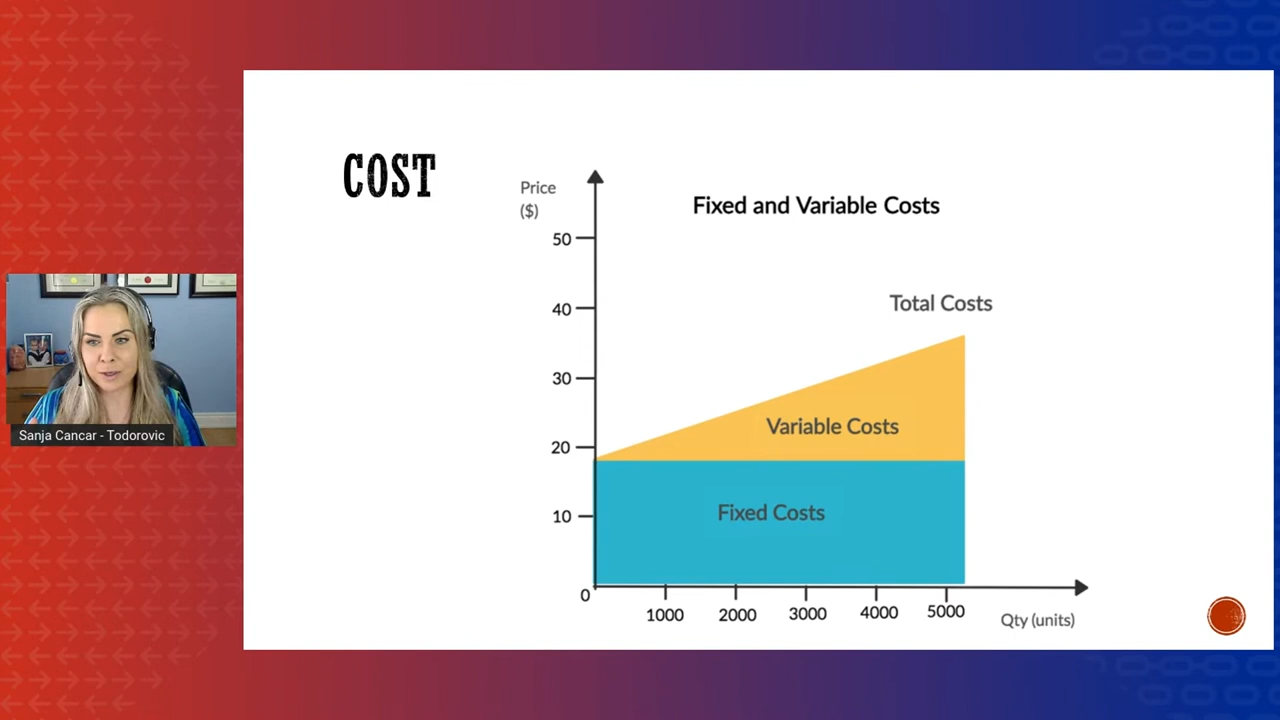 COST
Price
($)
Fixed and Variable Costs
50
40
30
20
10
0
Total Costs
Variable Costs
Fixed Costs
1000 2000 3000 4000 5000
Qty (units)
Sanja Cancar - Todorovic